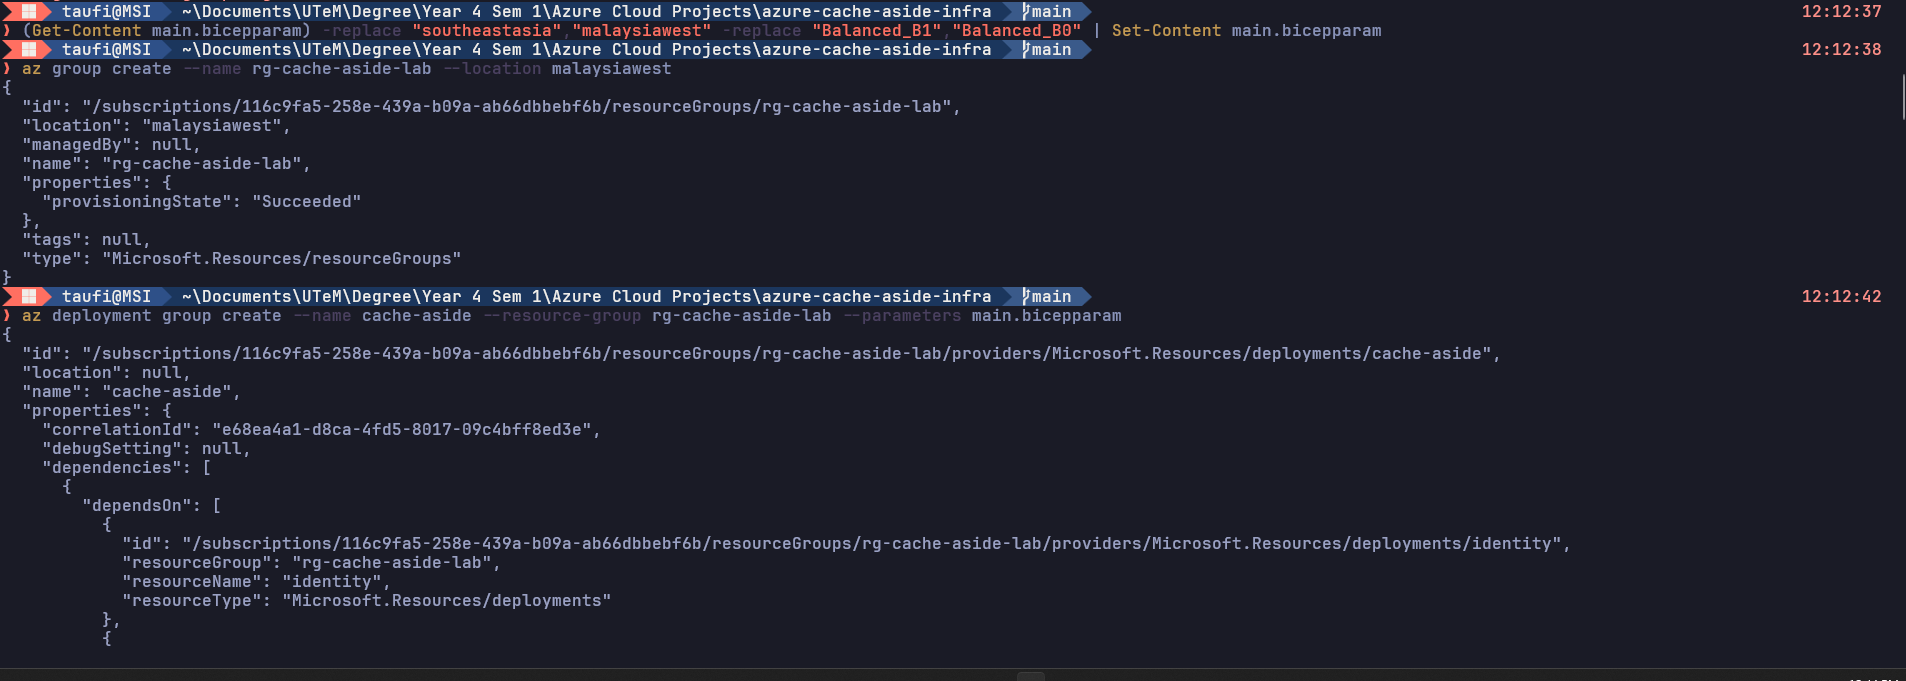 taufi@MSI ~\Documents\UTeM\Degree\Year 4 Sem 1\Azure Cloud Projects\azure-cache-aside-infra main 12:12:37
❯ (Get-Content main.bicepparam) -replace "southeastasia","malaysiawest" -replace "Balanced_B1","Balanced_B0" | Set-Content main.bicepparam
taufi@MSI ~\Documents\UTeM\Degree\Year 4 Sem 1\Azure Cloud Projects\azure-cache-aside-infra main 12:12:38
❯ az group create --name rg-cache-aside-lab --location malaysiawest
{
  "id": "/subscriptions/116c9fa5-258e-439a-b09a-ab66dbbebf6b/resourceGroups/rg-cache-aside-lab",
  "location": "malaysiawest",
  "managedBy": null,
  "name": "rg-cache-aside-lab",
  "properties": {
    "provisioningState": "Succeeded"
  },
  "tags": null,
  "type": "Microsoft.Resources/resourceGroups"
}
taufi@MSI ~\Documents\UTeM\Degree\Year 4 Sem 1\Azure Cloud Projects\azure-cache-aside-infra main 12:12:42
❯ az deployment group create --name cache-aside --resource-group rg-cache-aside-lab --parameters main.bicepparam
{
  "id": "/subscriptions/116c9fa5-258e-439a-b09a-ab66dbbebf6b/resourceGroups/rg-cache-aside-lab/providers/Microsoft.Resources/deployments/cache-aside",
  "location": null,
  "name": "cache-aside",
  "properties": {
    "correlationId": "e68ea4a1-d8ca-4fd5-8017-09c4bff8ed3e",
    "debugSetting": null,
    "dependencies": [
      {
        "dependsOn": [
          {
            "id": "/subscriptions/116c9fa5-258e-439a-b09a-ab66dbbebf6b/resourceGroups/rg-cache-aside-lab/providers/Microsoft.Resources/deployments/identity",
            "resourceGroup": "rg-cache-aside-lab",
            "resourceName": "identity",
            "resourceType": "Microsoft.Resources/deployments"
          },
          {